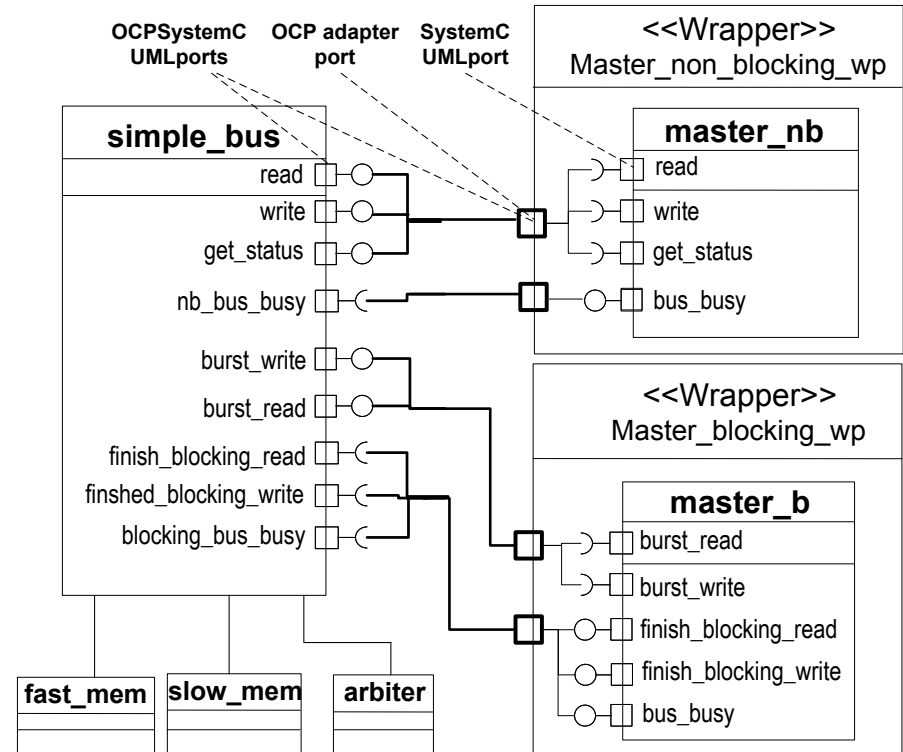 OCPSystemC
UMLports
OCP adapter
port
SystemC
UMLport
<<Wrapper>>
Master_non_blocking_wp
simple_bus
read
write
get_status
nb_bus_busy
burst_write
burst_read
finish_blocking_read
finshed_blocking_write
blocking_bus_busy
master_nb
read
write
get_status
bus_busy
<<Wrapper>>
Master_blocking_wp
master_b
burst_read
burst_write
finish_blocking_read
finish_blocking_write
bus_busy
fast_mem
slow_mem
arbiter